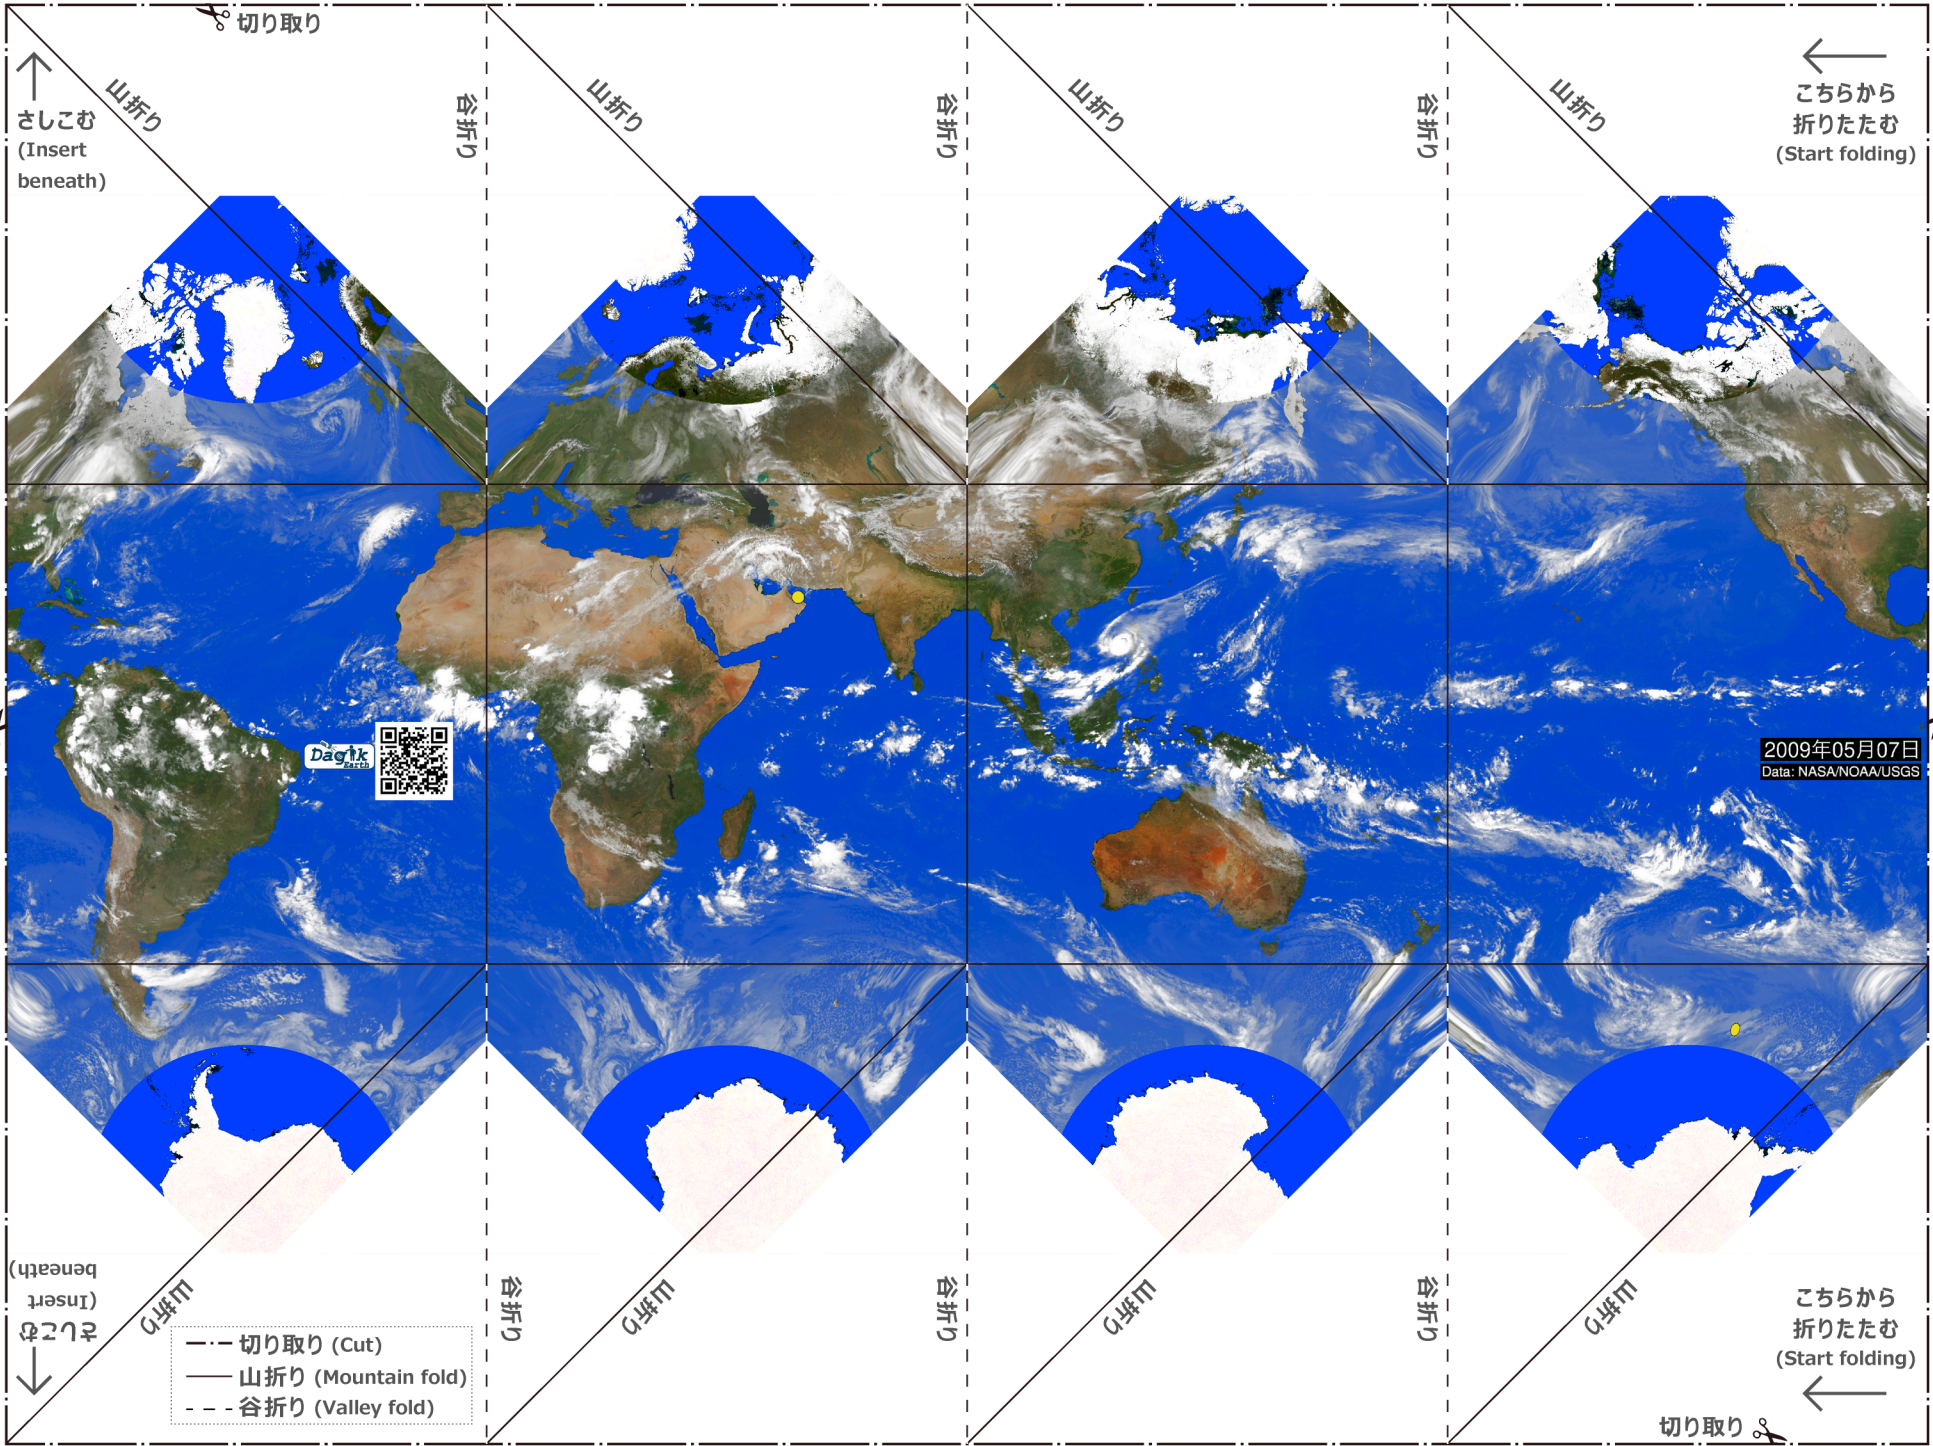 切り取り
山折り
谷折り
山折り
谷折り
山折り
谷折り
山折り
さしこむ
(Insert
beneath)
こちらから
折りたたむ
(Start folding)
Dagik
Earth
2009年05月07日
Data: NASA/NOAA/USGS
さしこむ
(Insert
beneath)
山折り
谷折り
山折り
谷折り
山折り
谷折り
山折り
切り取り (Cut)
山折り (Mountain fold)
谷折り (Valley fold)
こちらから
折りたたむ
(Start folding)
切り取り